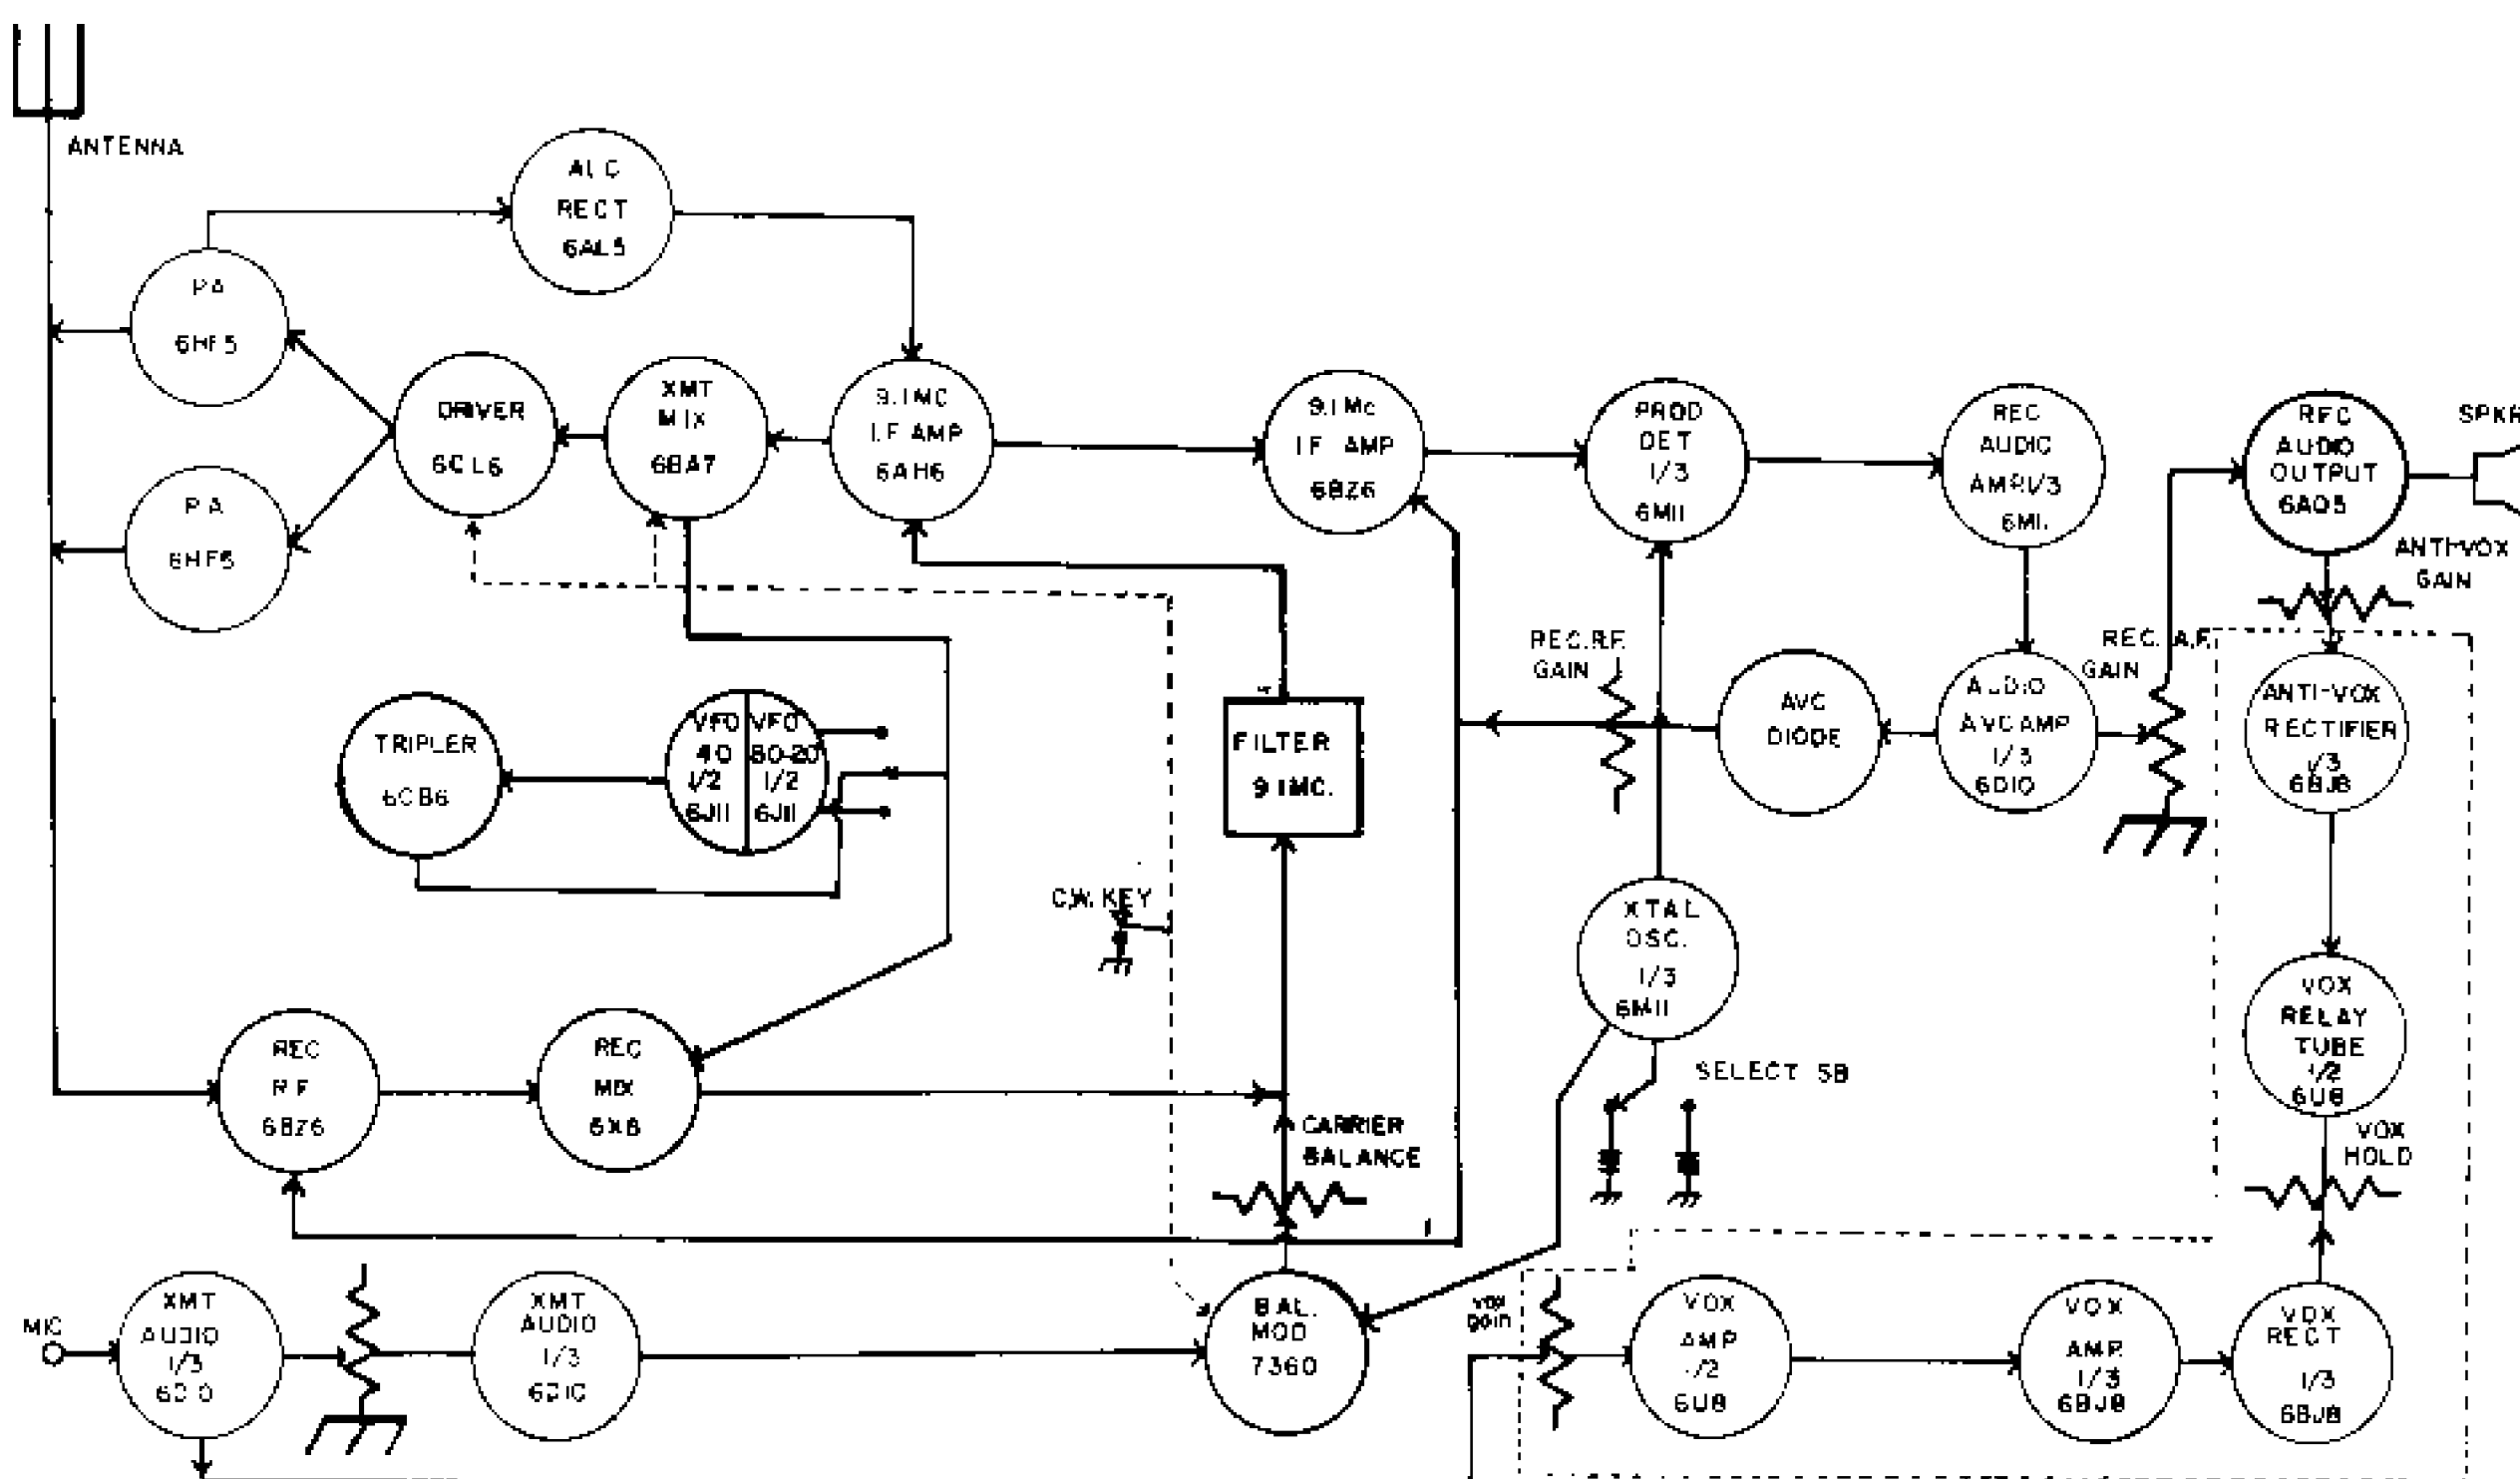 ANTENNA
ALC
RECT
6AL5
PA
6HF5
PA
6HF5
DRIVER
6CL6
XMT
MIX
6BA7
9.1MC
I.F AMP
6AH6
9.1Mc
I.F AMP
6BZ6
PROD
DET
1/3
6M11
REC
AUDIO
AMP.1/3
6M11
REC
AUDIO
OUTPUT
6AQ5
SPKR
ANTI-VOX
GAIN
REC.R.F.
GAIN
REC. A.F.
GAIN
TRIPLER
6CB6
VFO
40
1/2
6J11
VFO
80-20
1/2
6J11
FILTER
9.1MC.
AVC
DIODE
AUDIO
AVC AMP
1/3
6D10
ANTI-VOX
RECTIFIER
1/3
6BJ8
C.W. KEY
XTAL
OSC.
1/3
6M11
SELECT SB
VOX
RELAY
TUBE
1/2
6U8
VOX
HOLD
REC
R F
6BZ6
REC
MIX
6X8
CARRIER
BALANCE
MIC
XMT
AUDIO
1/3
6D10
XMT
AUDIO
1/3
6D10
BAL.
MOD
7360
vox
gain
VOX
AMP
1/2
6U8
VOX
AMP.
1/3
6BJ8
VOX
RECT
1/3
6BJ8